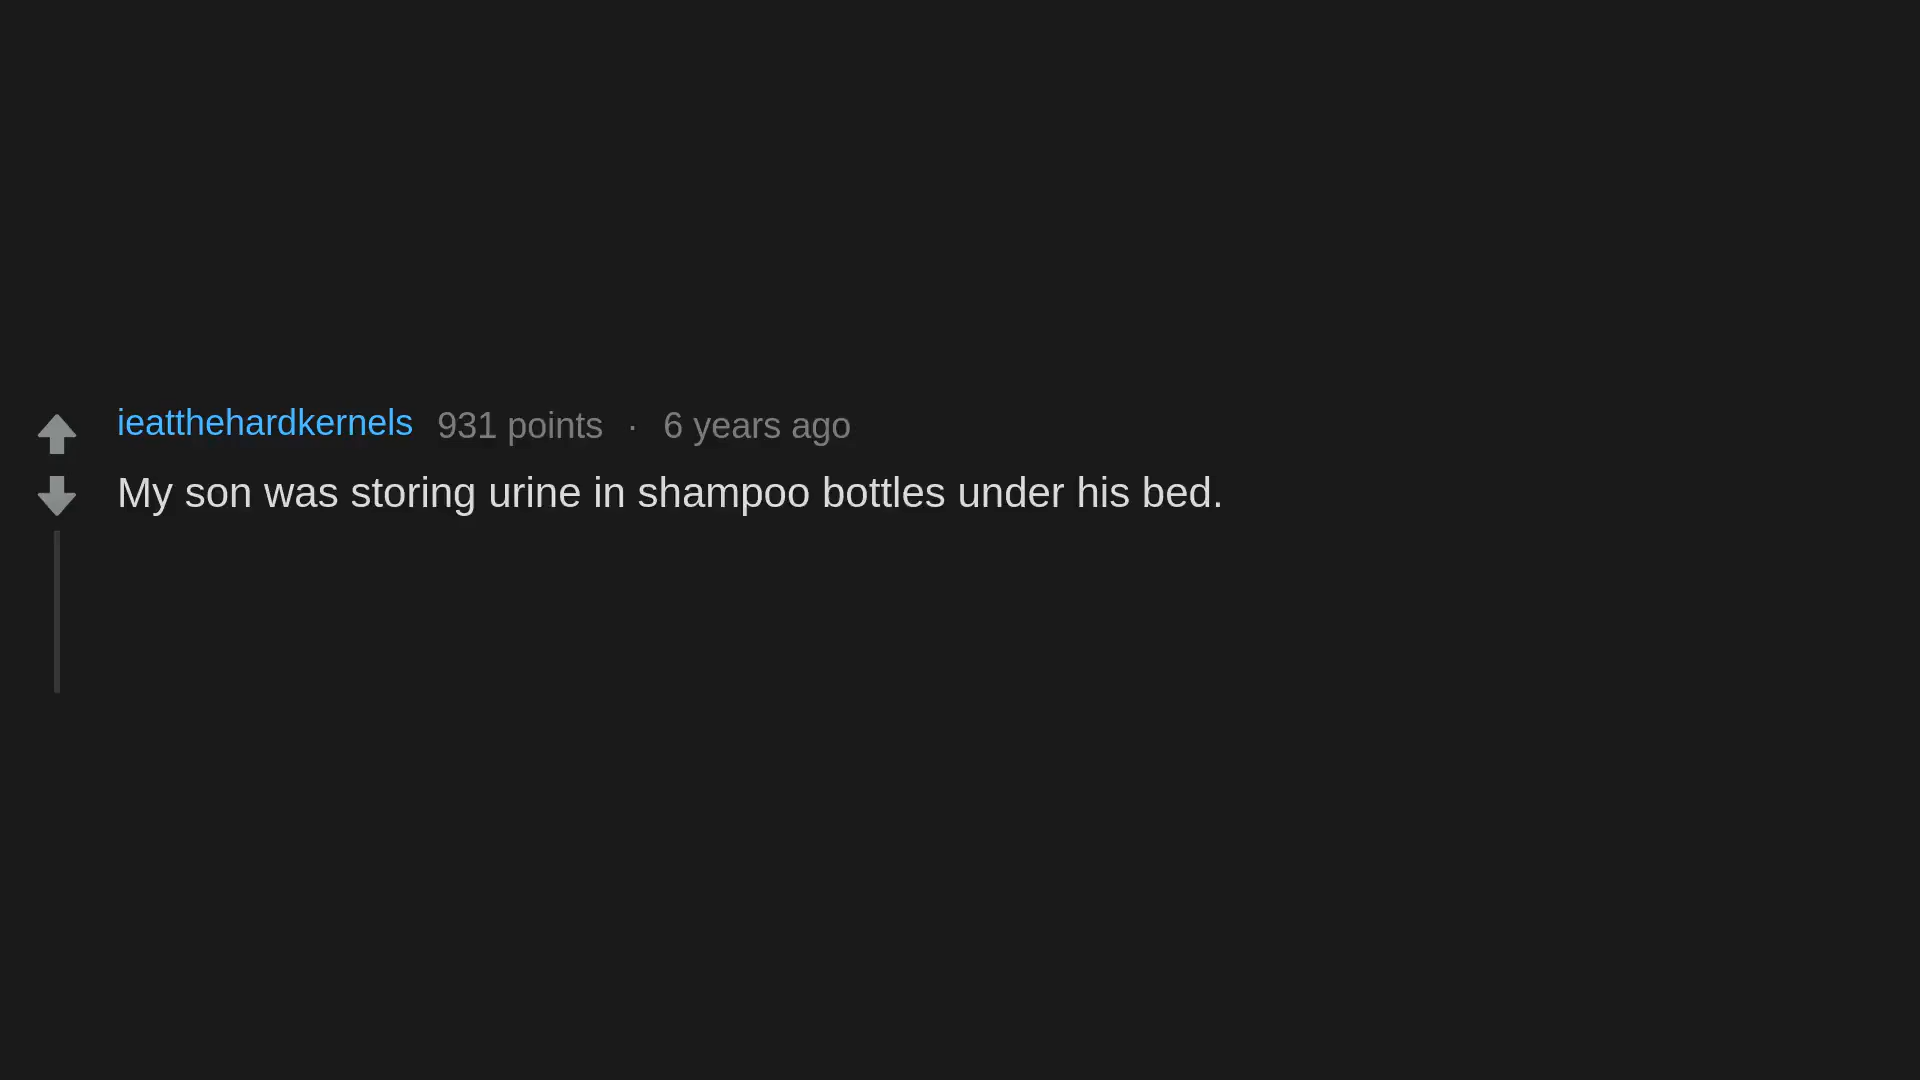 ieatthehardkernels 931 points · 6 years ago
My son was storing urine in shampoo bottles under his bed.